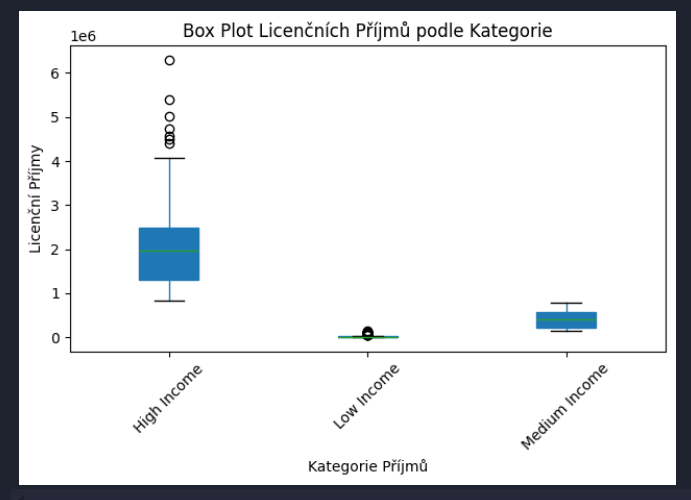 Box Plot Licenčních Příjmů podle Kategorie
1e6
6
5
4
3
2
1
0
Licenční Příjmy
High Income
Low Income
Medium Income
Kategorie Příjmů